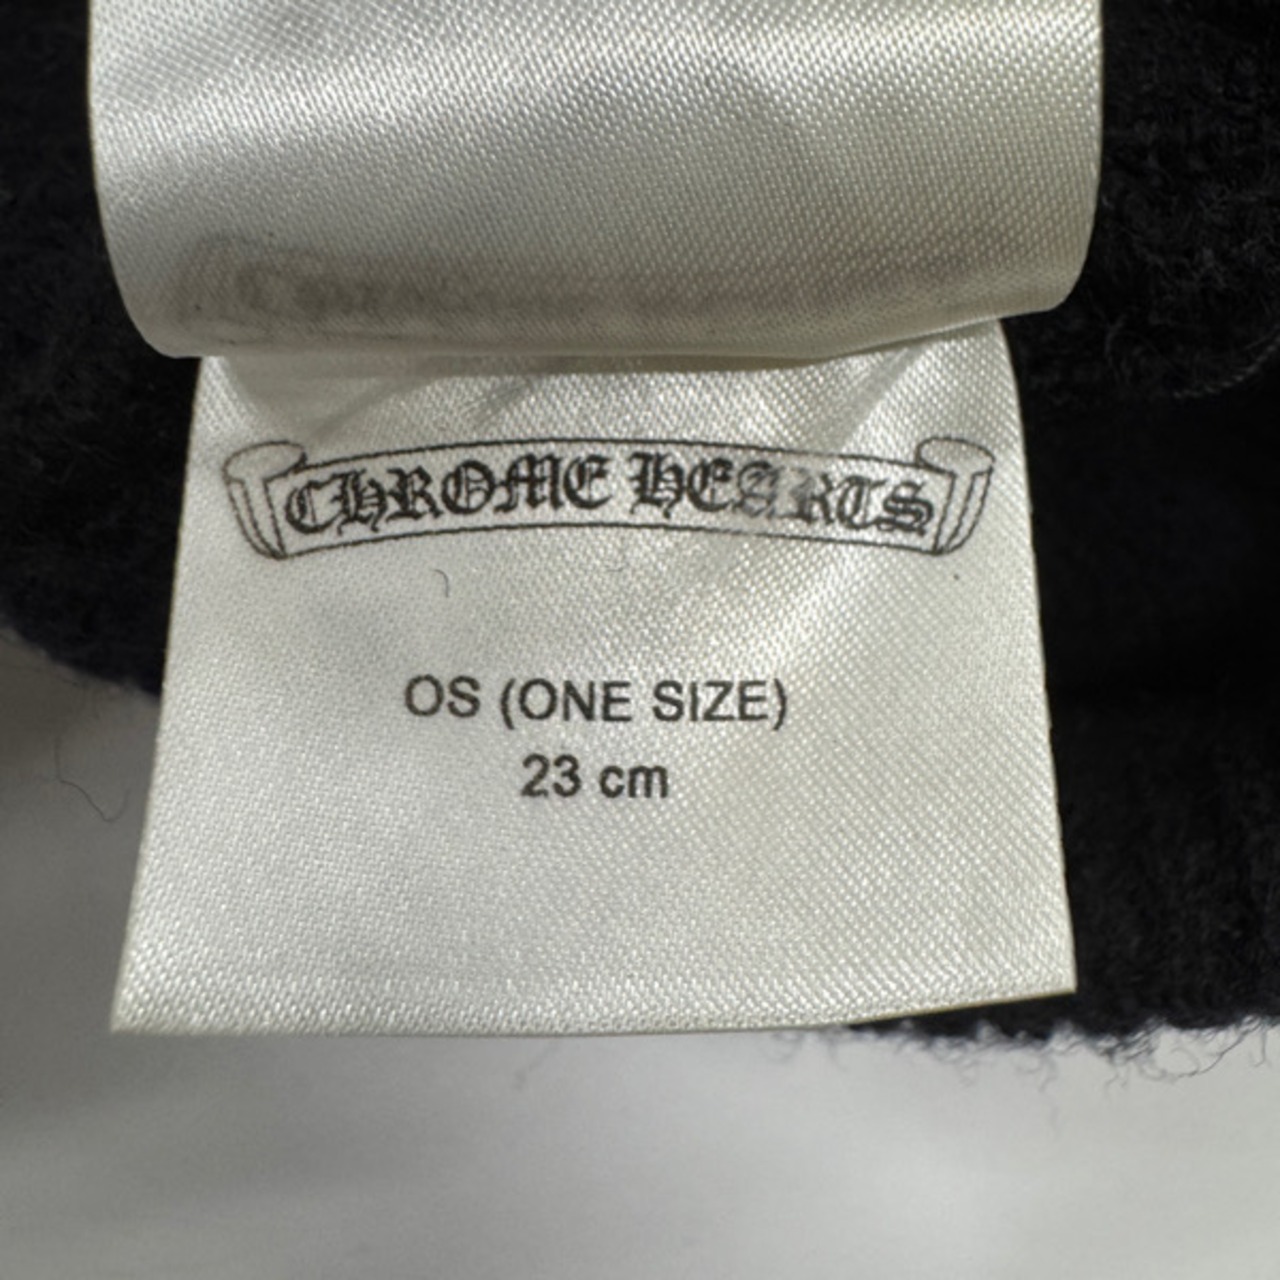 CHROME HEARTS
OS (ONE SIZE)
23 cm